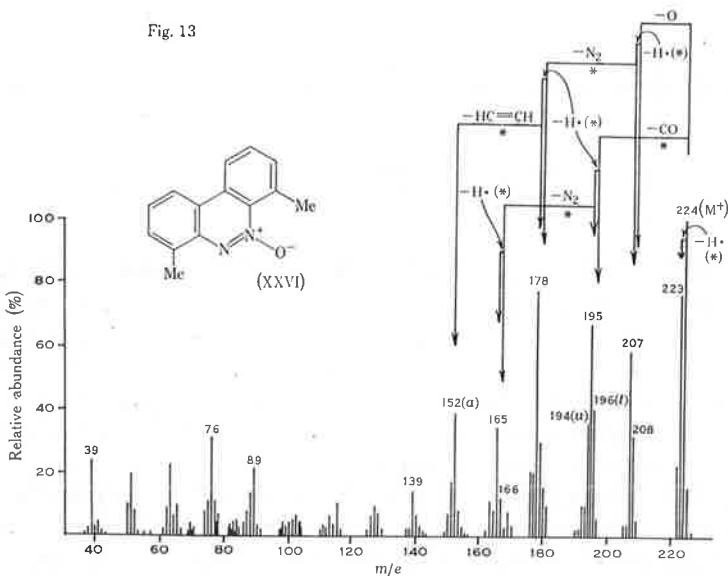 Fig. 13
—O
—N₂
*
—H•(*)
—HC=CH
*
—H•(*)
—CO
*
—H•(*)
—N₂
*
224(M⁺)
—H•
(*)
Me
N
N⁺
O⁻
Me
(XXVI)
Relative abundance (%)
100
80
60
40
20
39
76
89
139
152(a)
165
166
178
194(u)
195
196(t)
207
208
223
40
60
80
100
120
140
160
180
200
220
m/e